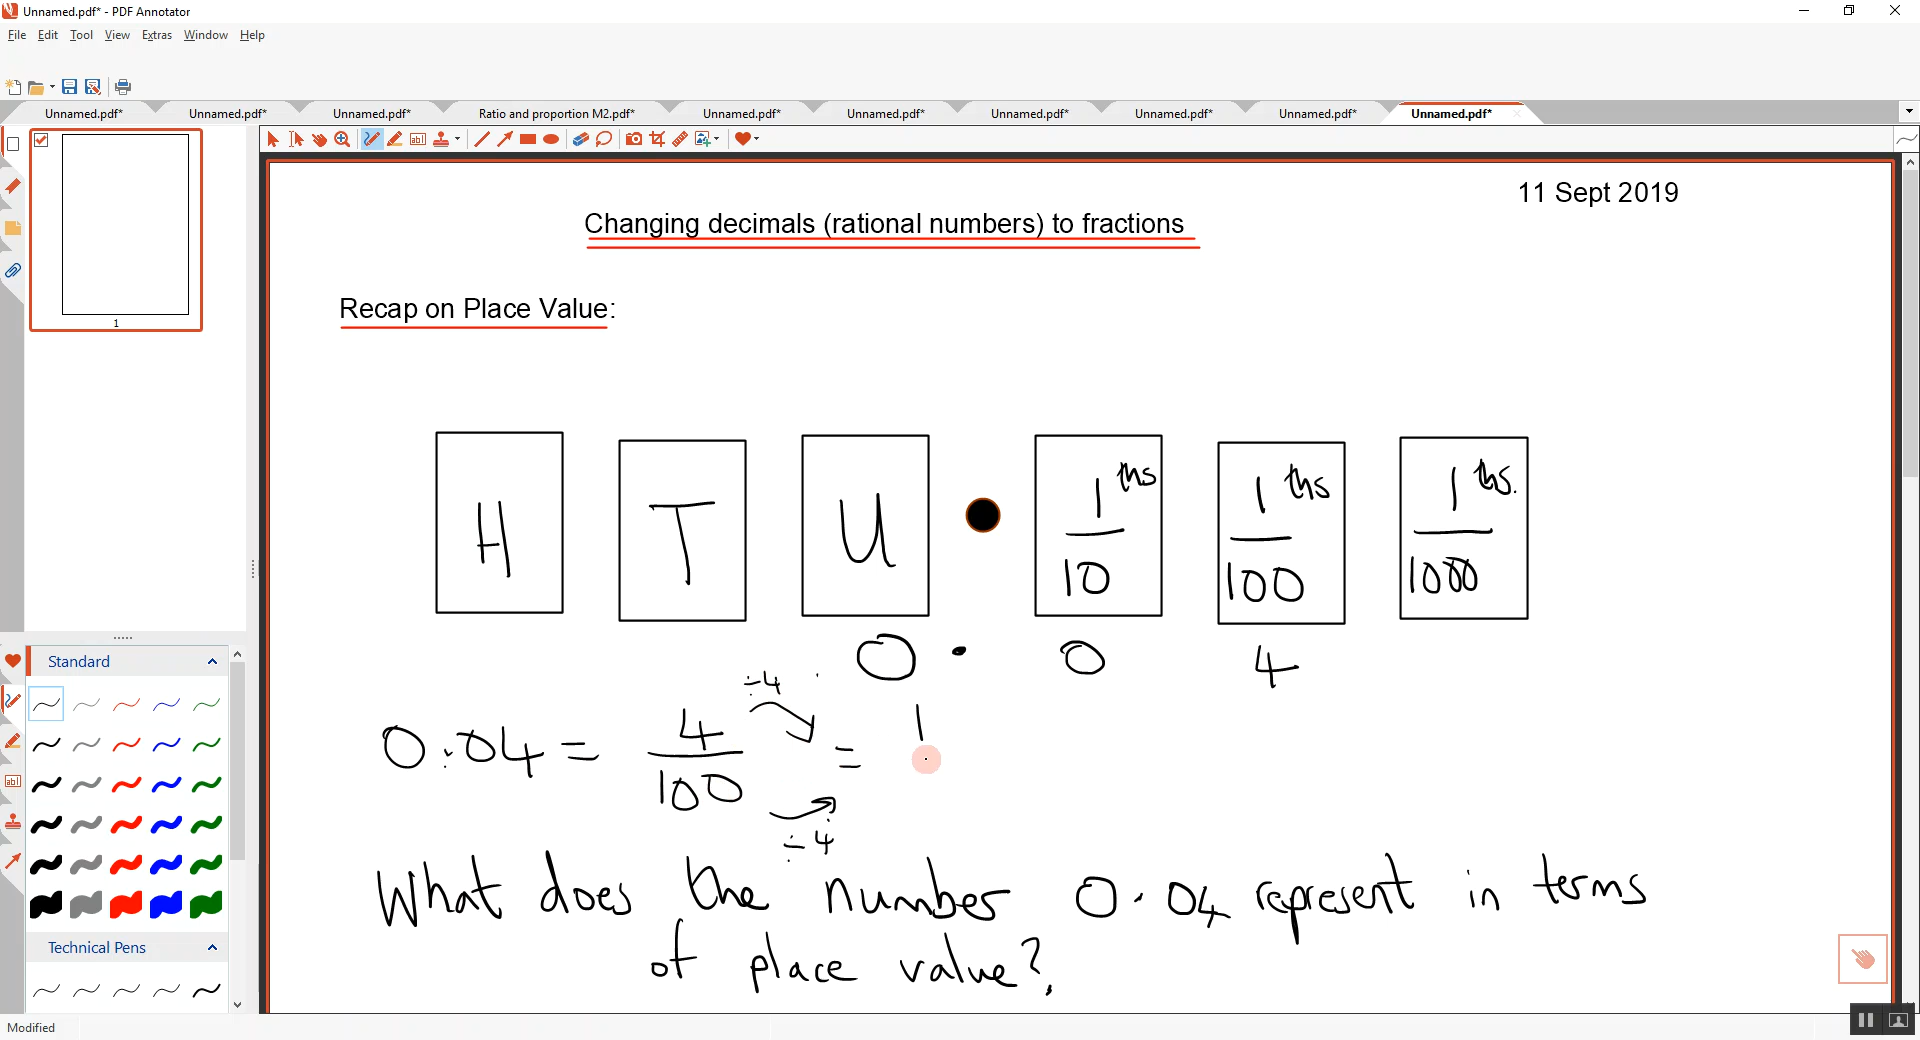 Unnamed.pdf* - PDF Annotator
File Edit Tool View Extras Window Help
Unnamed.pdf* Unnamed.pdf* Unnamed.pdf* Ratio and proportion M2.pdf* Unnamed.pdf* Unnamed.pdf* Unnamed.pdf* Unnamed.pdf* Unnamed.pdf* Unnamed.pdf*
1
Standard
Technical Pens
Modified
11 Sept 2019
Changing decimals (rational numbers) to fractions
Recap on Place Value:
H T U 1/10 ths 1/100 ths 1/1000 ths.
0 . 0 4
÷4
0.04 = 4/100 = 1
÷4
What does the number 0.04 represent in terms
of place value?